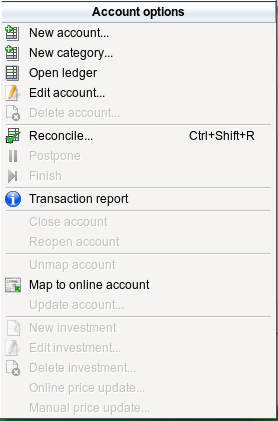 Account options
New account...
New category...
Open ledger
Edit account...
Delete account...
Reconcile... Ctrl+Shift+R
Postpone
Finish
Transaction report
Close account
Reopen account
Unmap account
Map to online account
Update account...
New investment
Edit investment...
Delete investment...
Online price update...
Manual price update...